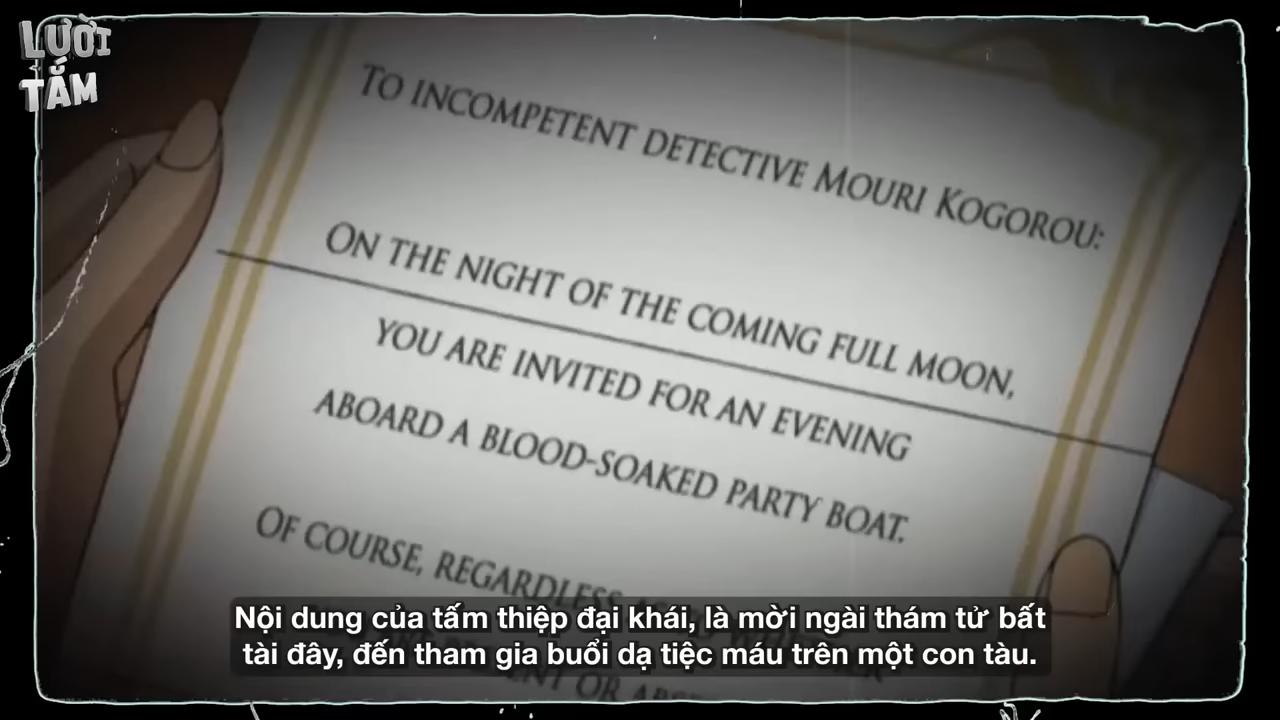 LƯỜI
TẮM
TO INCOMPETENT DETECTIVE MOURI KOGOROU:
ON THE NIGHT OF THE COMING FULL MOON,
YOU ARE INVITED FOR AN EVENING
ABOARD A BLOOD-SOAKED PARTY BOAT.
OF COURSE, REGARDLESS
OR
Nội dung của tấm thiệp đại khái, là mời ngài thám tử bất
tài đây, đến tham gia buổi dạ tiệc máu trên một con tàu.